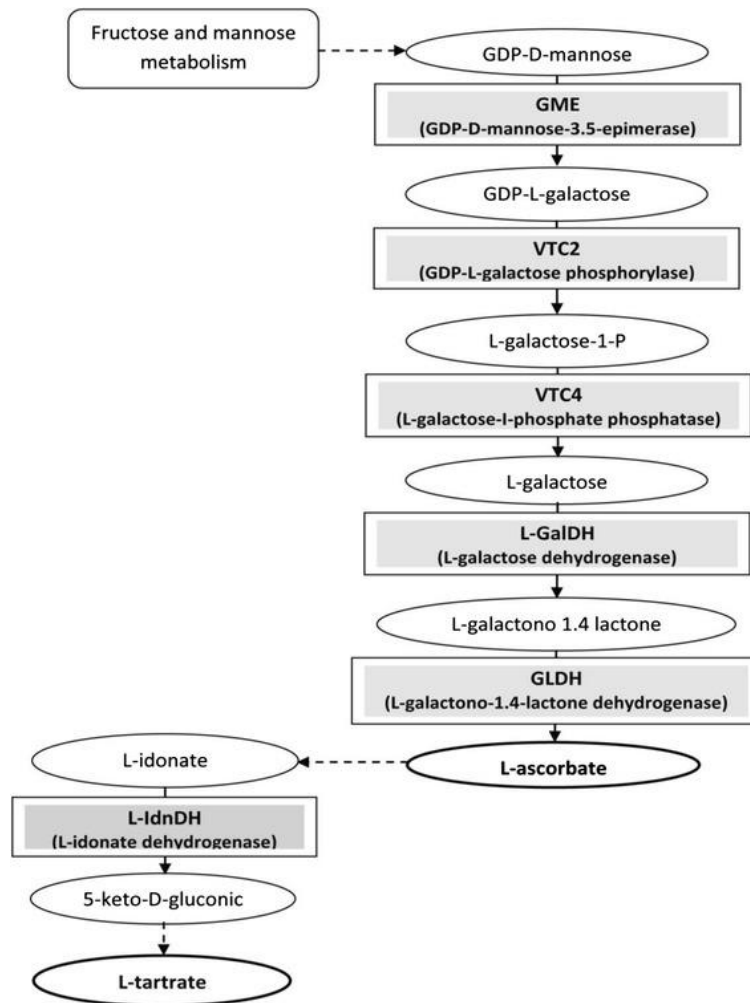 Fructose and mannose
metabolism
GDP-D-mannose
GME
(GDP-D-mannose-3.5-epimerase)
GDP-L-galactose
VTC2
(GDP-L-galactose phosphorylase)
L-galactose-1-P
VTC4
(L-galactose-I-phosphate phosphatase)
L-galactose
L-GalDH
(L-galactose dehydrogenase)
L-galactono 1.4 lactone
GLDH
(L-galactono-1.4-lactone dehydrogenase)
L-idonate
L-ascorbate
L-IdnDH
(L-idonate dehydrogenase)
5-keto-D-gluconic
L-tartrate